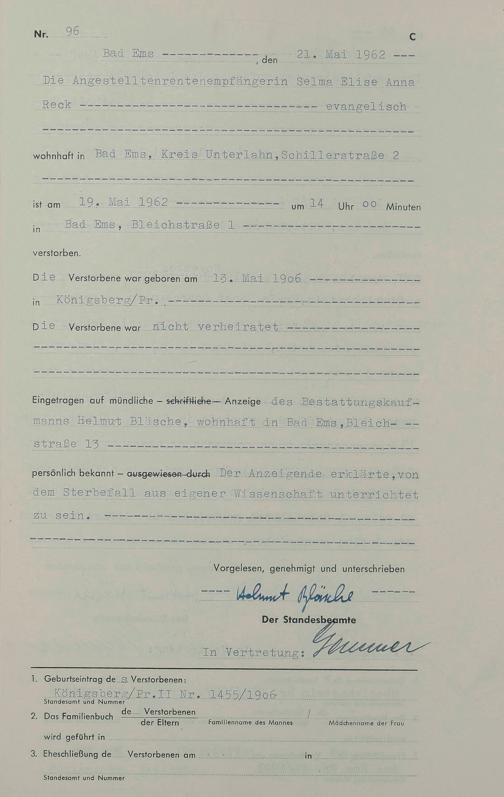 Nr. 96 C
Bad Ems -------------, den 21. Mai 1962 ---
Die Angestelltenrentenempfängerin Selma Elise Anna
Reck -------------------------------- evangelisch
--------------------------------------------------
wohnhaft in Bad Ems, Kreis Unterlahn,Schillerstraße 2
--------------------------------------------------
ist am 19. Mai 1962 -------------- um 14 Uhr 00 Minuten
in Bad Ems, Bleichstraße 1 -----------------------
verstorben.
Die Verstorbene war geboren am 13. Mai 1906 --------------
in Königsberg/Pr. ---------------------------------
Die Verstorbene war nicht verheiratet -----------------
--------------------------------------------------
--------------------------------------------------
Eingetragen auf mündliche – schriftliche – Anzeige des Bestattungskauf-
manns Helmut Bläsche, wohnhaft in Bad Ems,Bleich- --
straße 13 -----------------------------------------
persönlich bekannt – ausgewiesen durch Der Anzeigende erklärte,von
dem Sterbefall aus eigener Wissenschaft unterrichtet
zu sein. ------------------------------------------
--------------------------------------------------
Vorgelesen, genehmigt und unterschrieben
---- Helmut Bläsche ------
Der Standesbeamte
In Vertretung:
1. Geburtseintrag des Verstorbenen:
Königsberg/Pr.II Nr. 1455/1906
Standesamt und Nummer
2. Das Familienbuch de Verstorbenen
der Eltern Familienname des Mannes / Mädchenname der Frau
wird geführt in
3. Eheschließung de Verstorbenen am in
Standesamt und Nummer